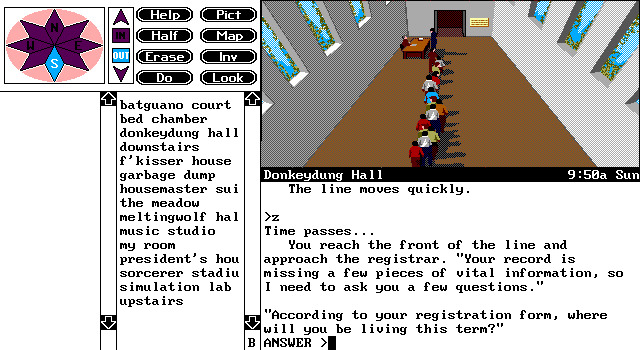 N
W E
S
IN
OUT
Help Pict
Half Map
Erase Inv
Do Look
batguano court
bed chamber
donkeydung hall
downstairs
f'kisser house
garbage dump
housemaster sui
the meadow
meltingwolf hal
music studio
my room
president's hou
sorcerer stadiu
simulation lab
upstairs
B
Donkeydung Hall 9:50a Sun
The line moves quickly.
>z
Time passes...
You reach the front of the line and
approach the registrar. "Your record is
missing a few pieces of vital information, so
I need to ask you a few questions."
"According to your registration form, where
will you be living this term?"
ANSWER >